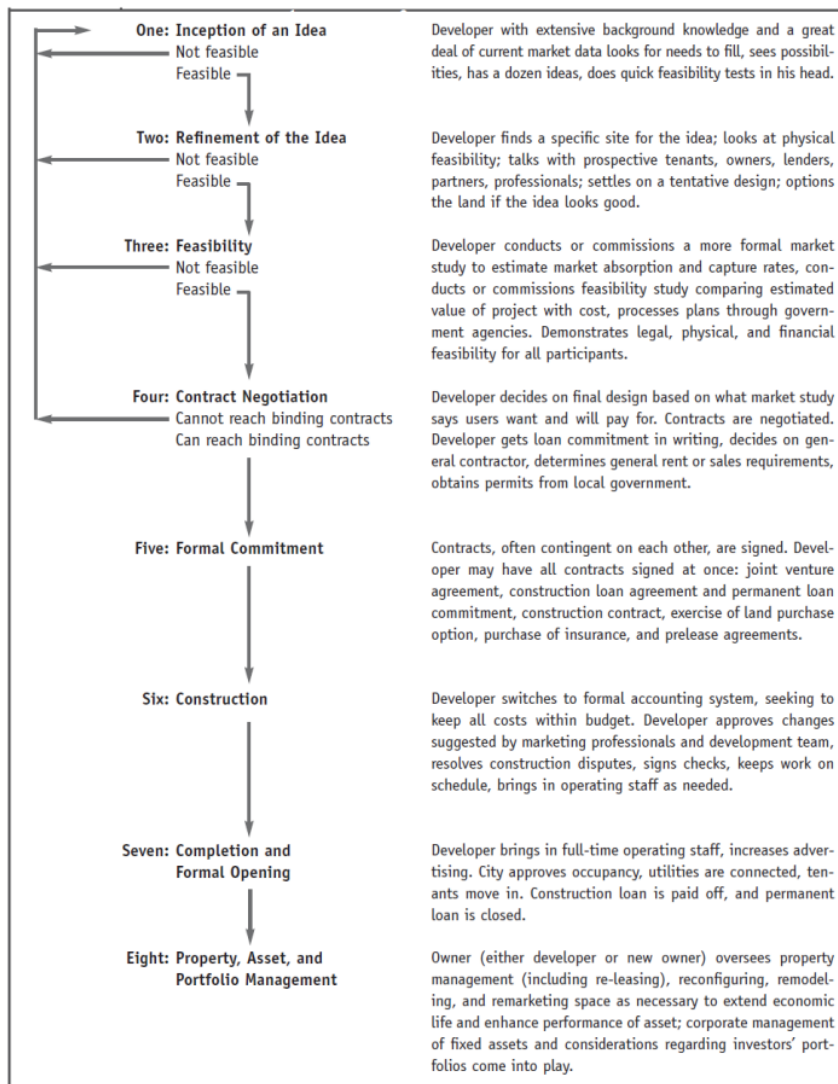 One: Inception of an Idea
Not feasible
Feasible
Developer with extensive background knowledge and a great
deal of current market data looks for needs to fill, sees possibil-
ities, has a dozen ideas, does quick feasibility tests in his head.
Two: Refinement of the Idea
Not feasible
Feasible
Developer finds a specific site for the idea; looks at physical
feasibility; talks with prospective tenants, owners, lenders,
partners, professionals; settles on a tentative design; options
the land if the idea looks good.
Three: Feasibility
Not feasible
Feasible
Developer conducts or commissions a more formal market
study to estimate market absorption and capture rates, con-
ducts or commissions feasibility study comparing estimated
value of project with cost, processes plans through govern-
ment agencies. Demonstrates legal, physical, and financial
feasibility for all participants.
Four: Contract Negotiation
Cannot reach binding contracts
Can reach binding contracts
Developer decides on final design based on what market study
says users want and will pay for. Contracts are negotiated.
Developer gets loan commitment in writing, decides on gen-
eral contractor, determines general rent or sales requirements,
obtains permits from local government.
Five: Formal Commitment
Contracts, often contingent on each other, are signed. Devel-
oper may have all contracts signed at once: joint venture
agreement, construction loan agreement and permanent loan
commitment, construction contract, exercise of land purchase
option, purchase of insurance, and prelease agreements.
Six: Construction
Developer switches to formal accounting system, seeking to
keep all costs within budget. Developer approves changes
suggested by marketing professionals and development team,
resolves construction disputes, signs checks, keeps work on
schedule, brings in operating staff as needed.
Seven: Completion and
Formal Opening
Developer brings in full-time operating staff, increases adver-
tising. City approves occupancy, utilities are connected, ten-
ants move in. Construction loan is paid off, and permanent
loan is closed.
Eight: Property, Asset, and
Portfolio Management
Owner (either developer or new owner) oversees property
management (including re-leasing), reconfiguring, remodel-
ing, and remarketing space as necessary to extend economic
life and enhance performance of asset; corporate management
of fixed assets and considerations regarding investors' port-
folios come into play.